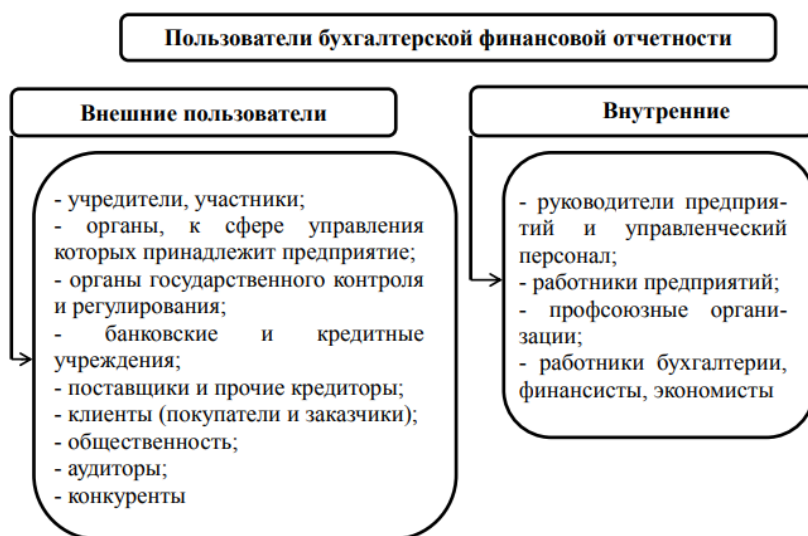 Пользователи бухгалтерской финансовой отчетности
Внешние пользователи
- учредители, участники;
- органы, к сфере управления
которых принадлежит предприятие;
- органы государственного контроля
и регулирования;
- банковские и кредитные
учреждения;
- поставщики и прочие кредиторы;
- клиенты (покупатели и заказчики);
- общественность;
- аудиторы;
- конкуренты
Внутренние
- руководители предприя-
тий и управленческий
персонал;
- работники предприятий;
- профсоюзные органи-
зации;
- работники бухгалтерии,
финансисты, экономисты